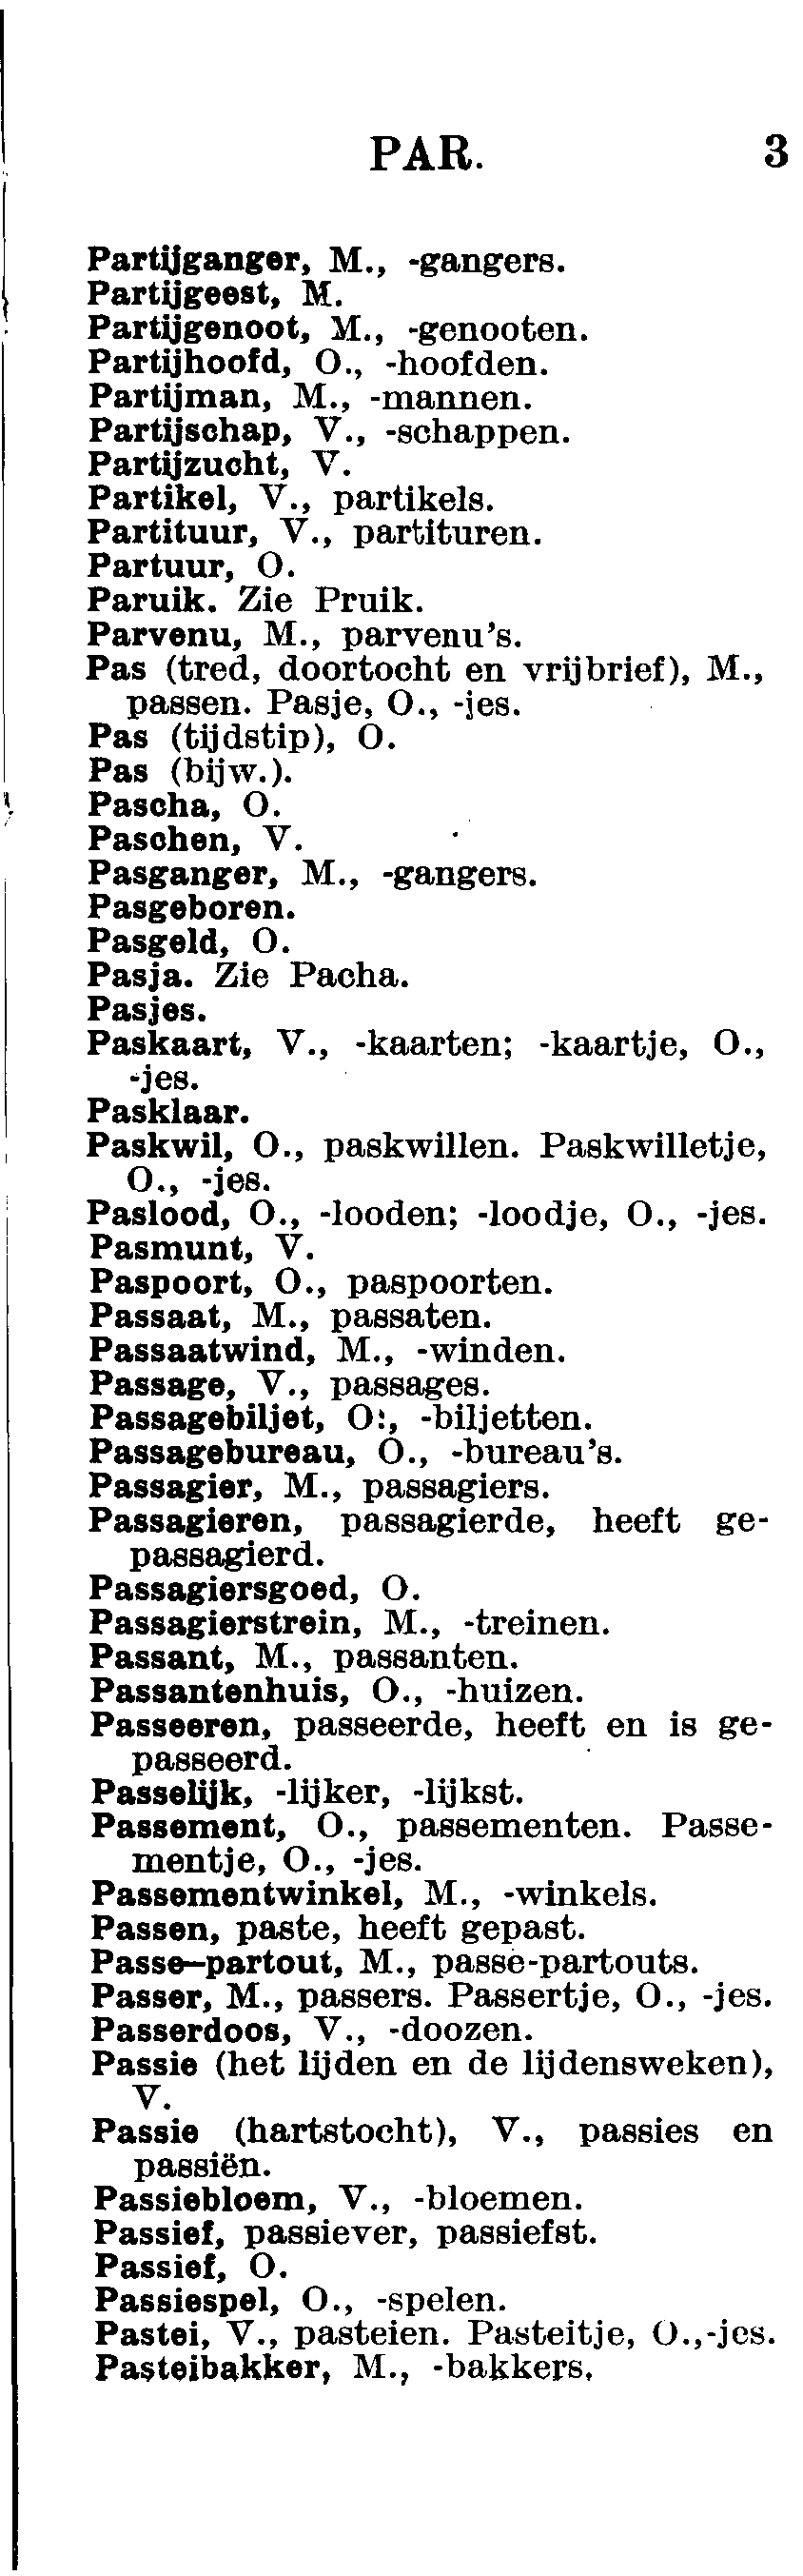 PAR. 3
Partijganger, M., -gangers.
Partijgeest, M.
Partijgenoot, M., -genooten.
Partijhoofd, O., -hoofden.
Partijman, M., -mannen.
Partijschap, V., -schappen.
Partijzucht, V.
Partikel, V., partikels.
Partituur, V., partituren.
Partuur, O.
Paruik. Zie Pruik.
Parvenu, M., parvenu's.
Pas (tred, doortocht en vrijbrief), M.,
passen. Pasje, O., -jes.
Pas (tijdstip), O.
Pas (bijw.).
Pascha, O.
Paschen, V.
Pasganger, M., -gangers.
Pasgeboren.
Pasgeld, O.
Pasja. Zie Pacha.
Pasjes.
Paskaart, V., -kaarten; -kaartje, O.,
-jes.
Pasklaar.
Paskwil, O., paskwillen. Paskwilletje,
O., -jes.
Paslood, O., -looden; -loodje, O., -jes.
Pasmunt, V.
Paspoort, O., paspoorten.
Passaat, M., passaten.
Passaatwind, M., -winden.
Passage, V., passages.
Passagebiljet, O., -biljetten.
Passagebureau, O., -bureau's.
Passagier, M., passagiers.
Passagieren, passagierde, heeft ge-
passagierd.
Passagiersgoed, O.
Passagierstrein, M., -treinen.
Passant, M., passanten.
Passantenhuis, O., -huizen.
Passeeren, passeerde, heeft en is ge-
passeerd.
Passelijk, -lijker, -lijkst.
Passement, O., passementen. Passe-
mentje, O., -jes.
Passementwinkel, M., -winkels.
Passen, paste, heeft gepast.
Passe-partout, M., passe-partouts.
Passer, M., passers. Passertje, O., -jes.
Passerdoos, V., -doozen.
Passie (het lijden en de lijdensweken),
V.
Passie (hartstocht), V., passies en
passiën.
Passiebloem, V., -bloemen.
Passief, passiever, passiefst.
Passief, O.
Passiespel, O., -spelen.
Pastei, V., pasteien. Pasteitje, O.,-jes.
Pasteibakker, M., -bakkers.